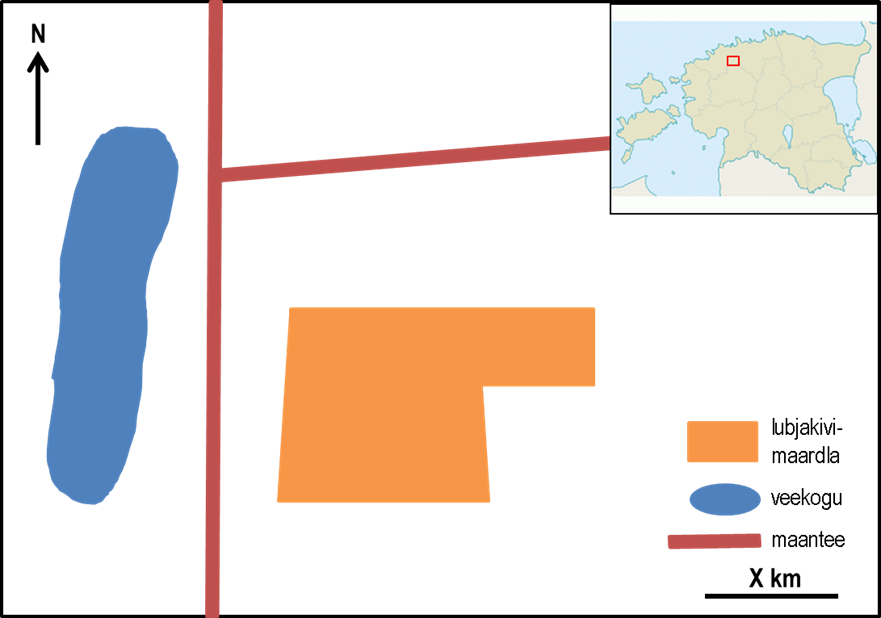 N
lubjakivi-
maardla
veekogu
maantee
X km